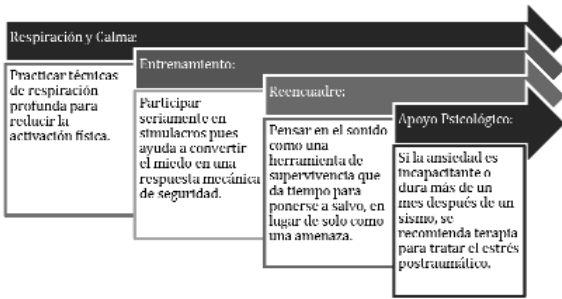 Respiración y Calma:
Practicar técnicas
de respiración
profunda para
reducir la
activación física.
Entrenamiento:
Participar
seriamente en
simulacros pues
ayuda a convertir
el miedo en una
respuesta mecánica
de seguridad.
Reencuadre:
Pensar en el sonido
como una
herramienta de
supervivencia que
da tiempo para
ponerse a salvo, en
lugar de solo como
una amenaza.
Apoyo Psicológico:
Si la ansiedad es
incapacitante o
dura más de un
mes después de un
sismo, se
recomienda terapia
para tratar el estrés
postraumático.